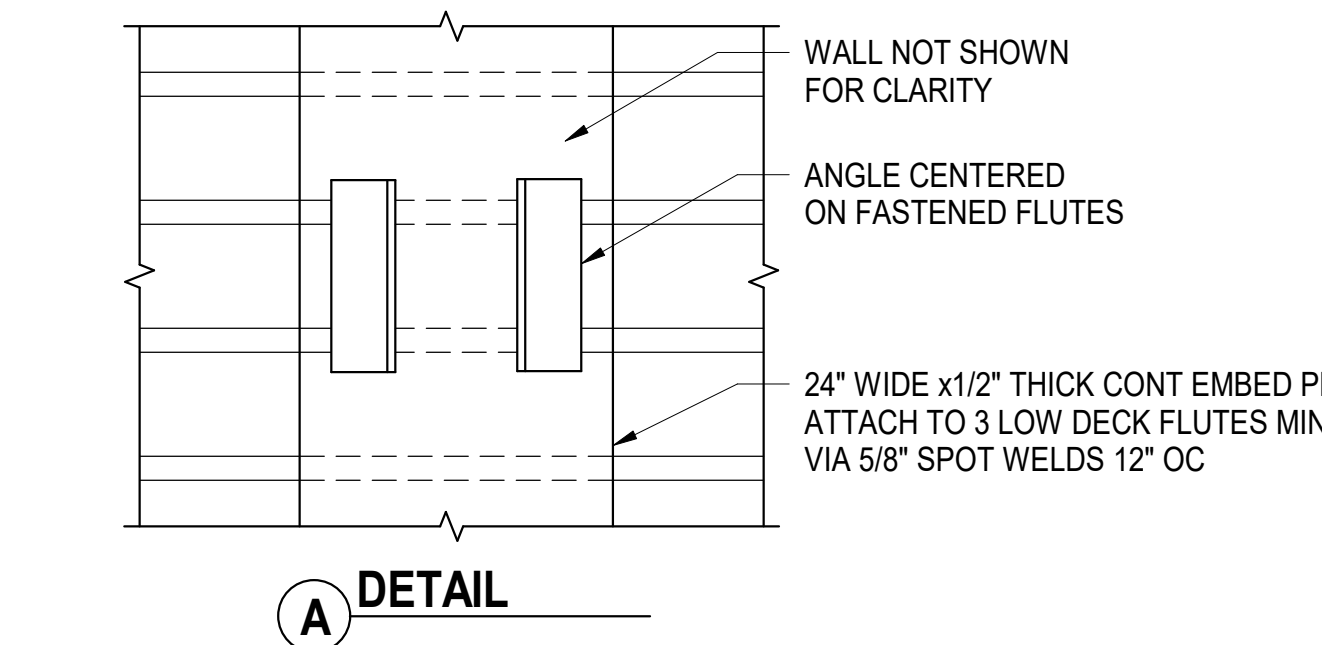 WALL NOT SHOWN
FOR CLARITY
ANGLE CENTERED
ON FASTENED FLUTES
24" WIDE x1/2" THICK CONT EMBED
ATTACH TO 3 LOW DECK FLUTES MIN
VIA 5/8" SPOT WELDS 12" OC
A DETAIL